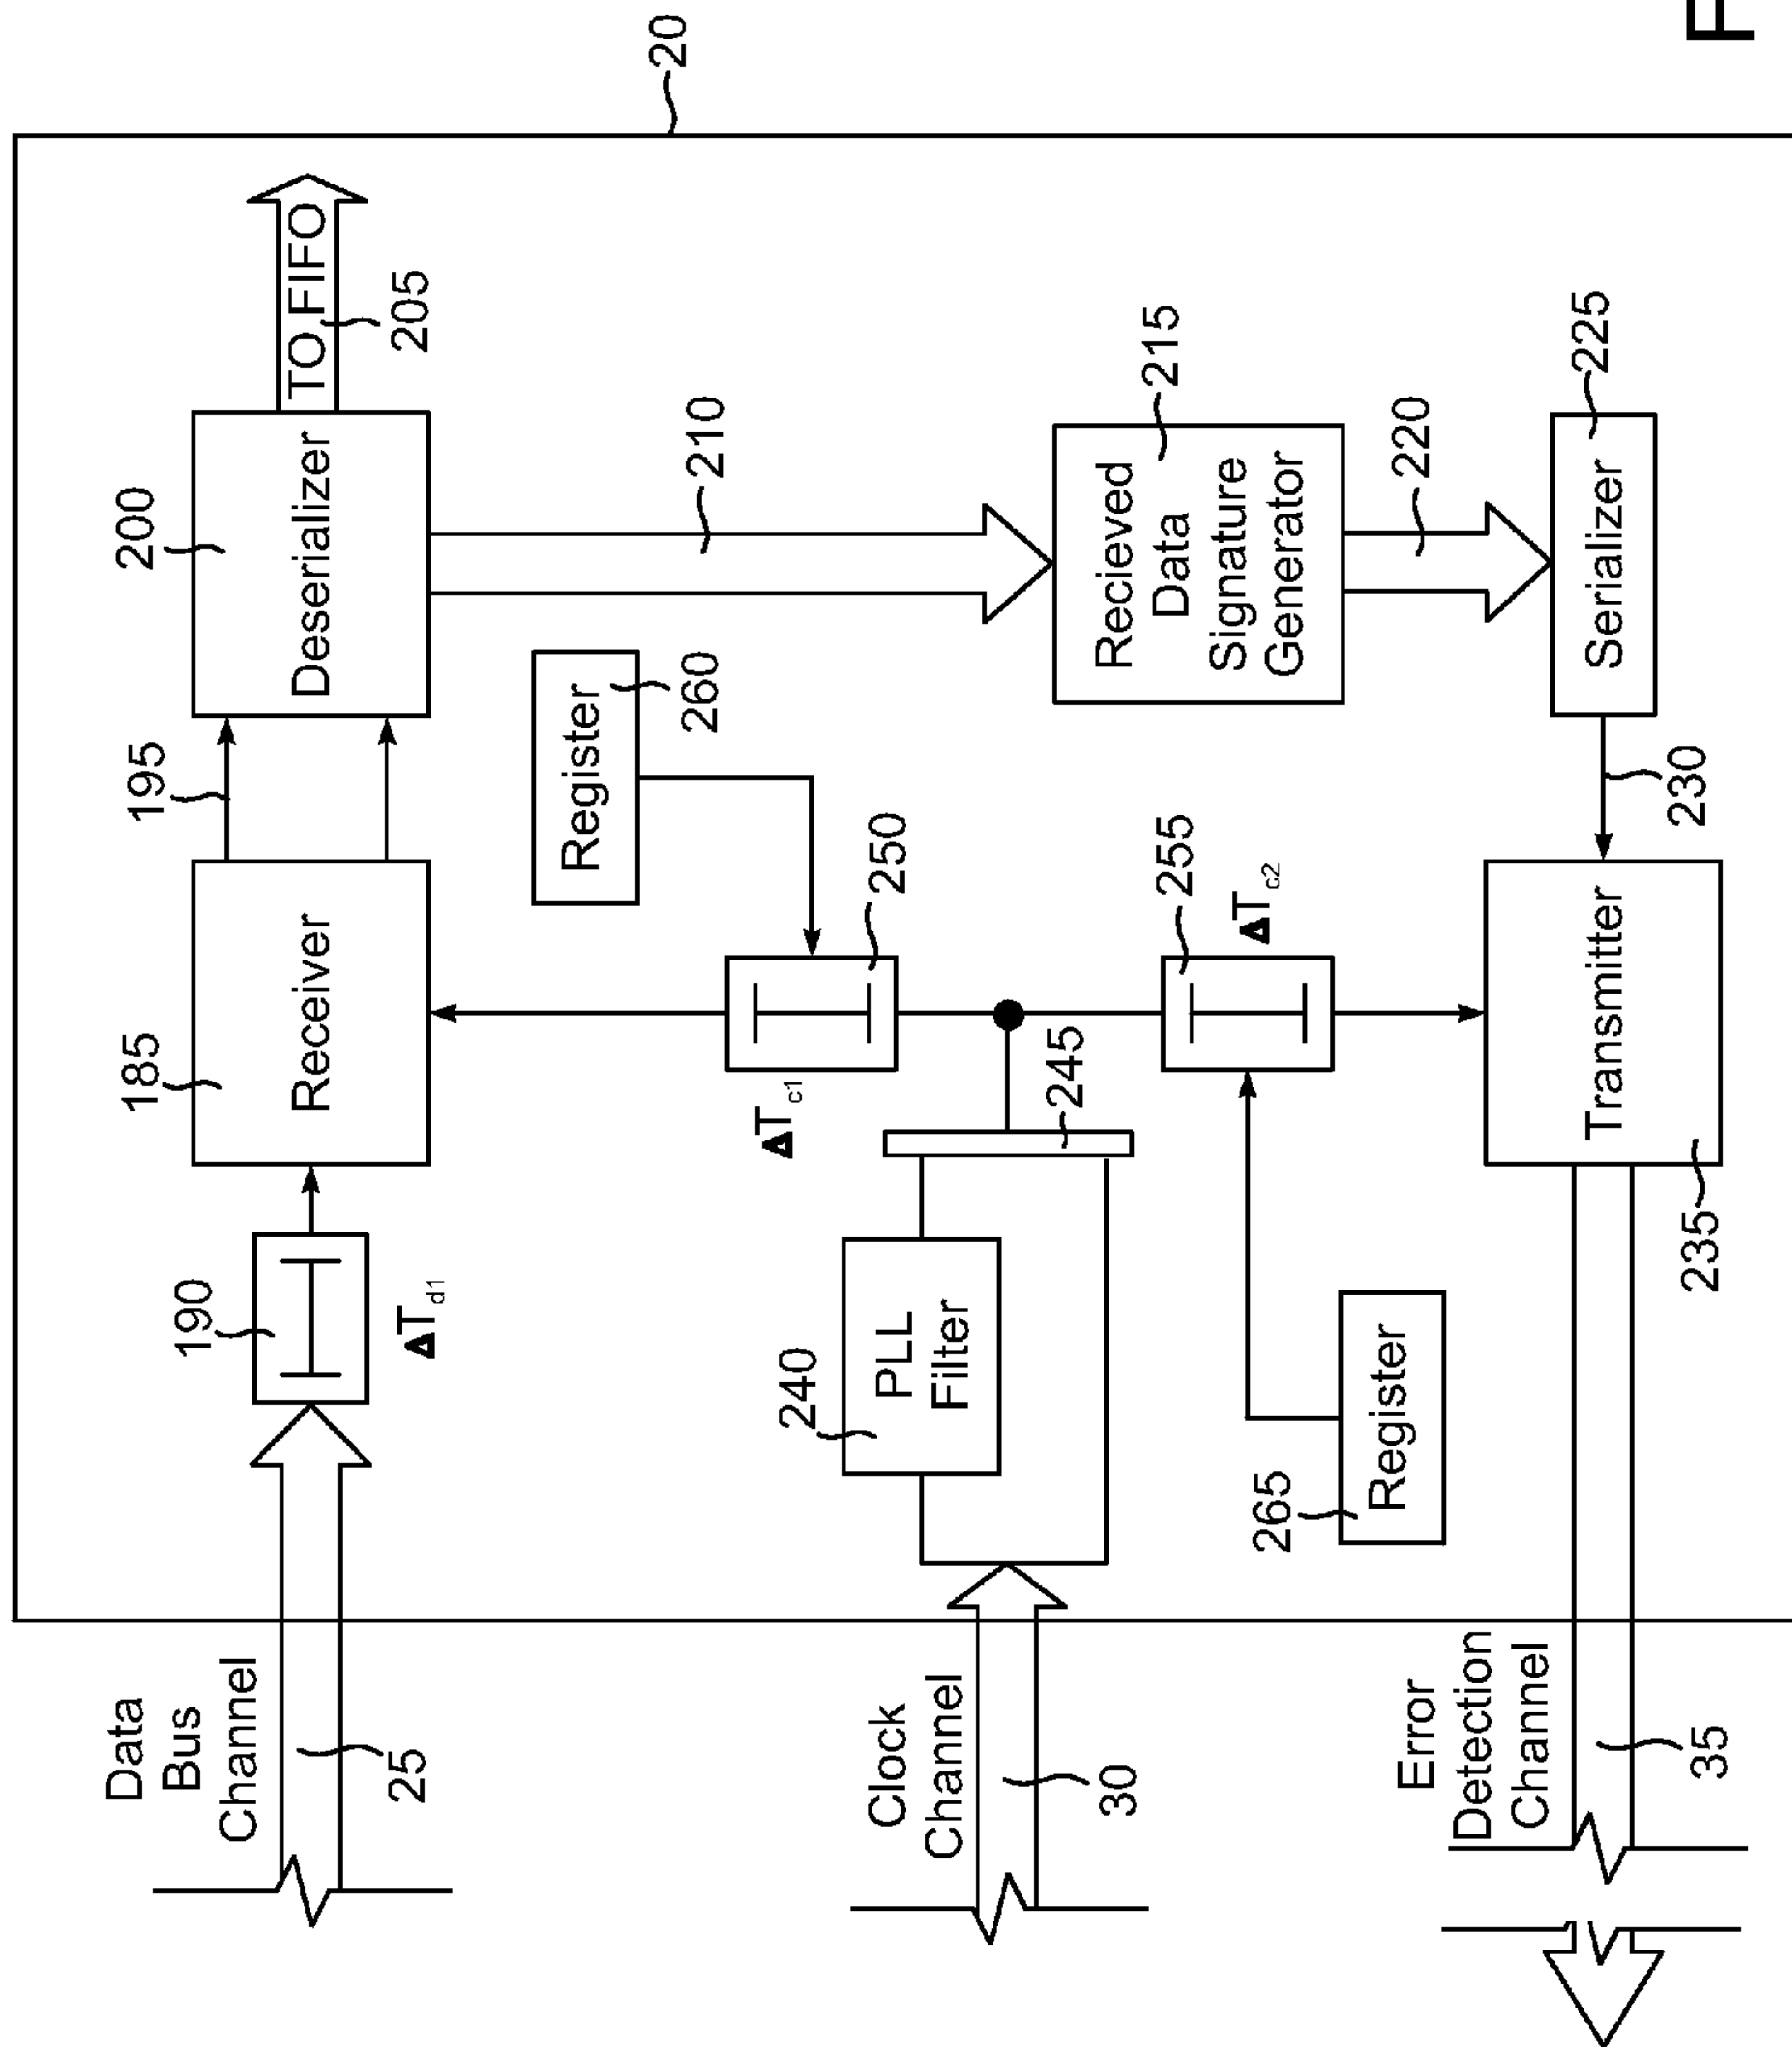 20
Data
Bus
Channel
25
190
ΔTd1
185
Receiver
195
200
Deserializer
TO FIFO
205
210
Register
260
250
ΔTc1
Clock
Channel
30
240
PLL
Filter
245
255
ΔTc2
265
Register
Recieved
Data
Signature
Generator
215
220
Serializer
225
230
Transmitter
235
Error
Detection
Channel
35
F